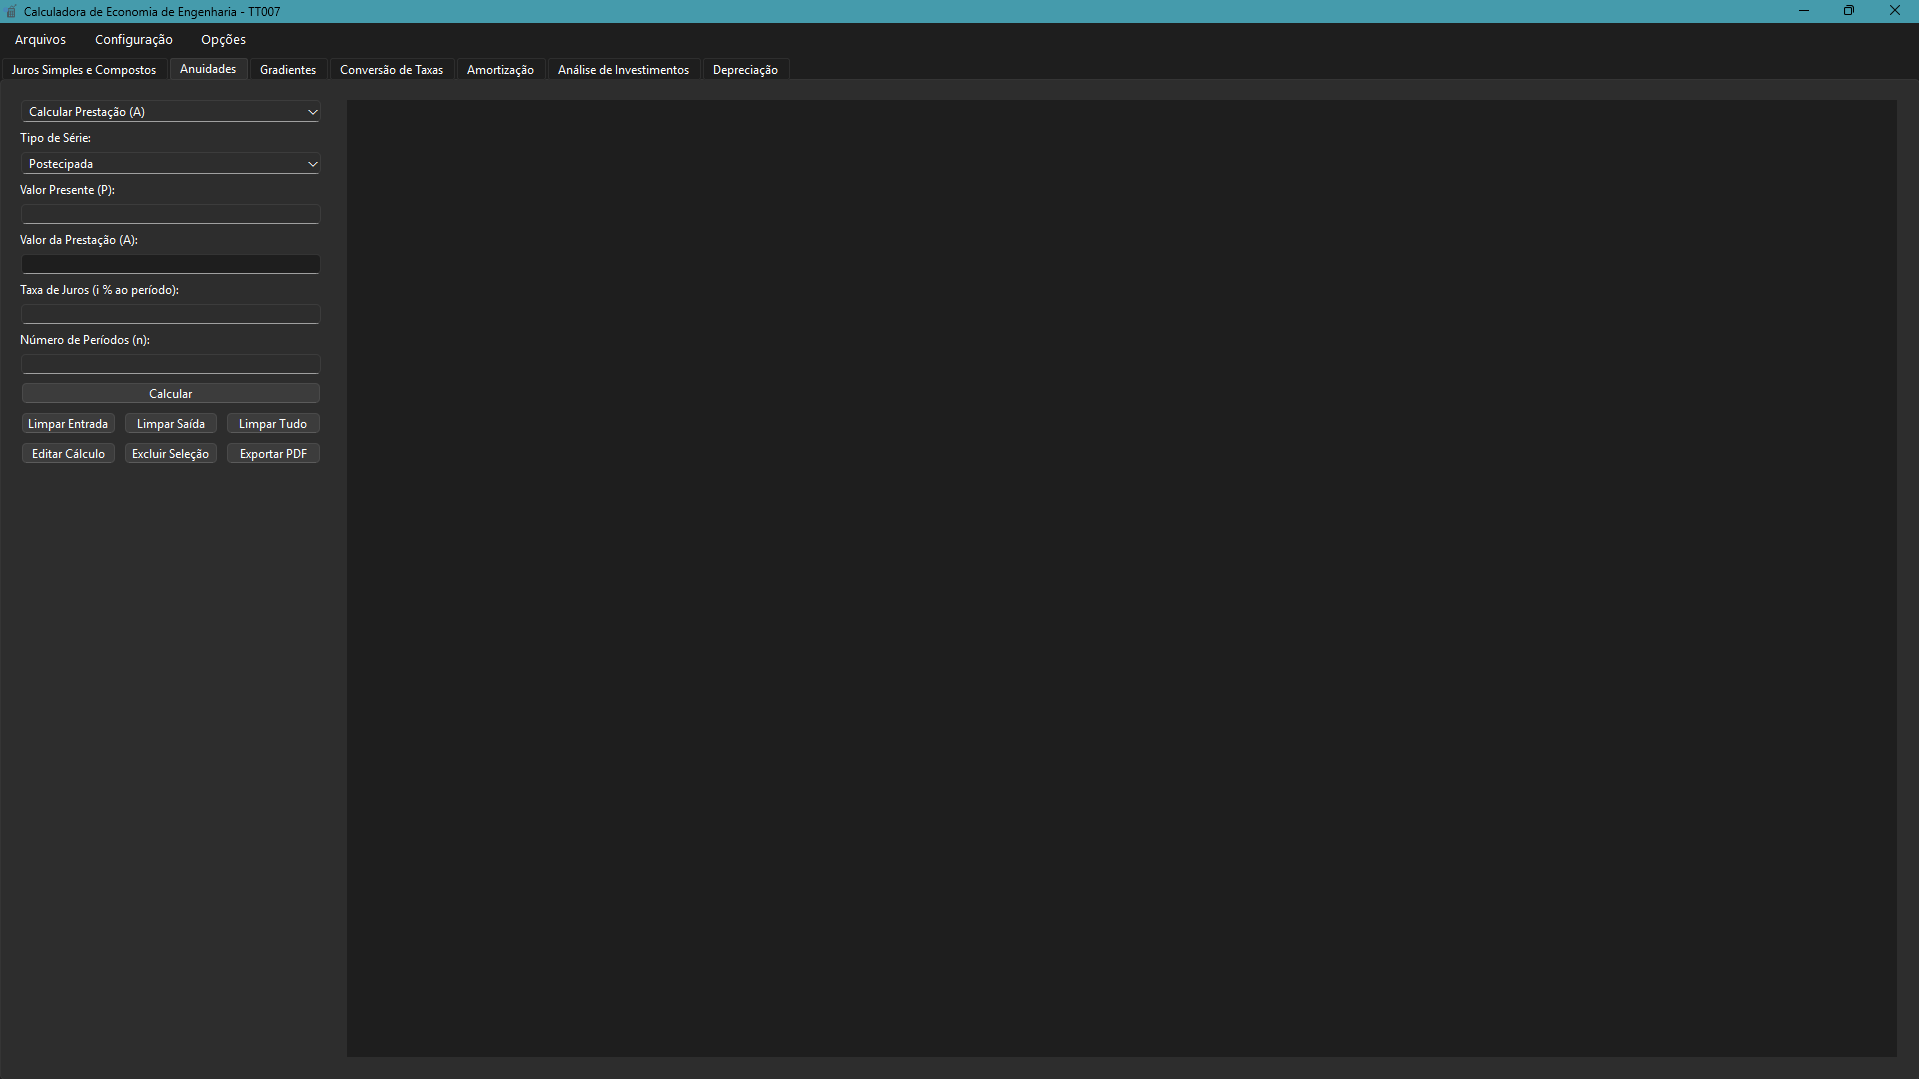 Calculadora de Economia de Engenharia - TT007
Arquivos Configuração Opções
Juros Simples e Compostos Anuidades Gradientes Conversão de Taxas Amortização Análise de Investimentos Depreciação
Calcular Prestação (A)
Tipo de Série:
Postecipada
Valor Presente (P):
Valor da Prestação (A):
Taxa de Juros (i % ao período):
Número de Períodos (n):
Calcular
Limpar Entrada Limpar Saída Limpar Tudo
Editar Cálculo Excluir Seleção Exportar PDF